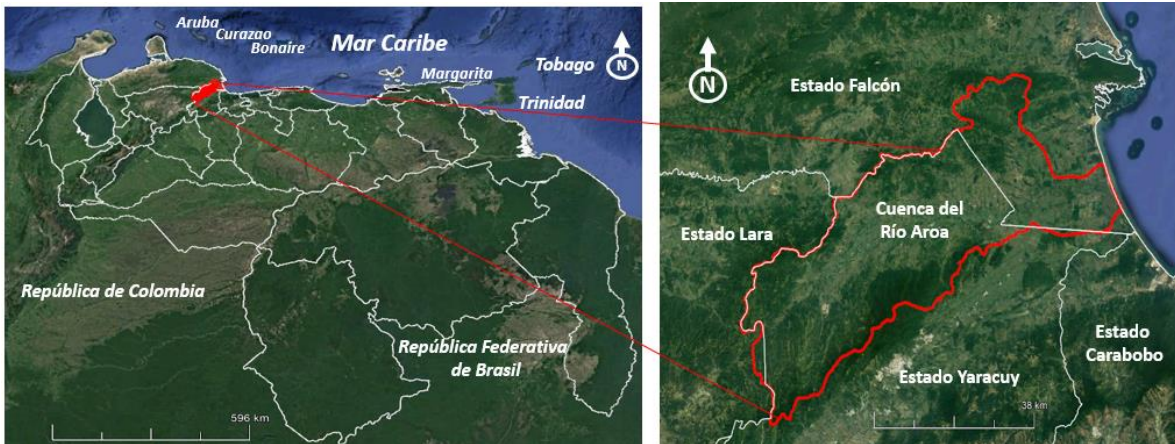 Aruba
Curazao
Bonaire
Mar Caribe
Margarita
Tobago
Trinidad
N
República de Colombia
República Federativa
de Brasil
596 km
N
Estado Falcón
Estado Lara
Cuenca del
Río Aroa
Estado Yaracuy
Estado
Carabobo
38 km